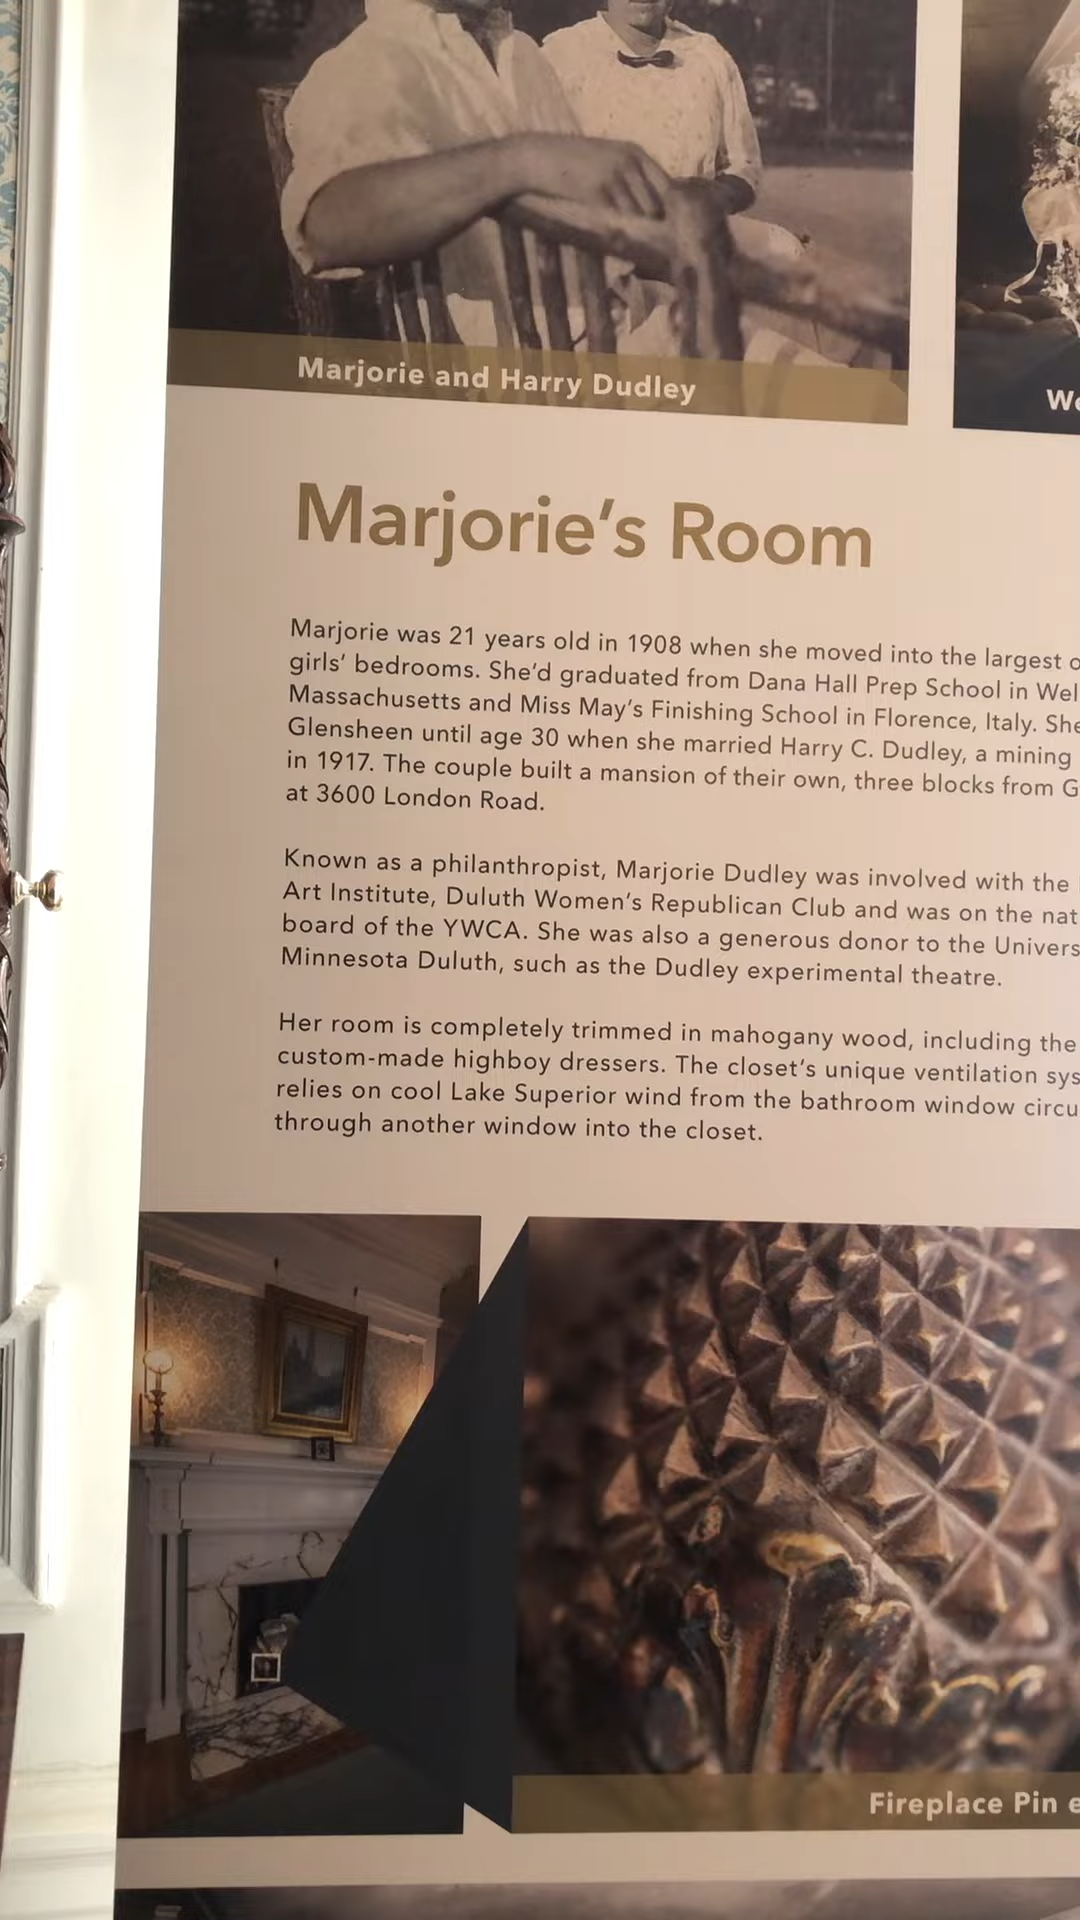 Marjorie and Harry Dudley
Marjorie's Room
Marjorie was 21 years old in 1908 when she moved into the largest
girls' bedrooms. She'd graduated from Dana Hall Prep School in
Massachusetts and Miss May's Finishing School in Florence, Italy. She
Glensheen until age 30 when she married Harry C. Dudley, a mining
in 1917. The couple built a mansion of their own, three blocks from
at 3600 London Road.
Known as a philanthropist, Marjorie Dudley was involved with the
Art Institute, Duluth Women's Republican Club and was on the
board of the YWCA. She was also a generous donor to the
Minnesota Duluth, such as the Dudley experimental theatre.
Her room is completely trimmed in mahogany wood, including the
custom-made highboy dressers. The closet's unique ventilation
relies on cool Lake Superior wind from the bathroom window
through another window into the closet.
Fireplace Pin